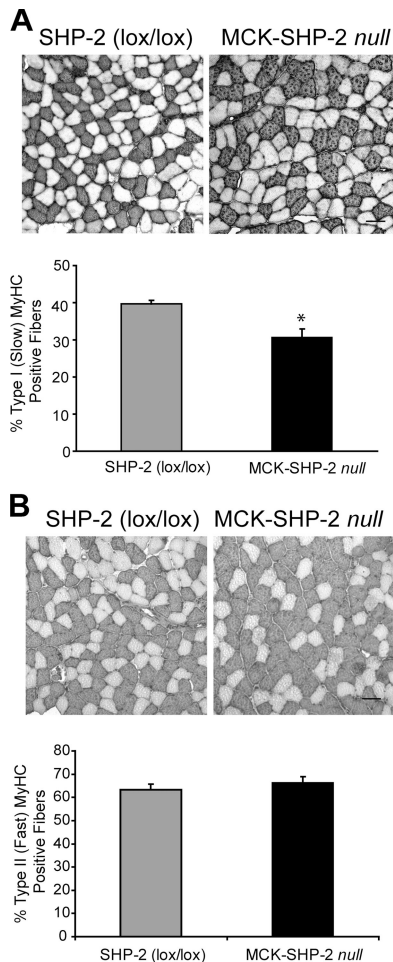 A
SHP-2 (lox/lox) MCK-SHP-2 null
% Type I (Slow) MyHC
Positive Fibers
50
40
30
20
10
0
*
SHP-2 (lox/lox) MCK-SHP-2 null
B
SHP-2 (lox/lox) MCK-SHP-2 null
% Type II (Fast) MyHC
Positive Fibers
80
70
60
50
40
30
20
10
0
SHP-2 (lox/lox) MCK-SHP-2 null